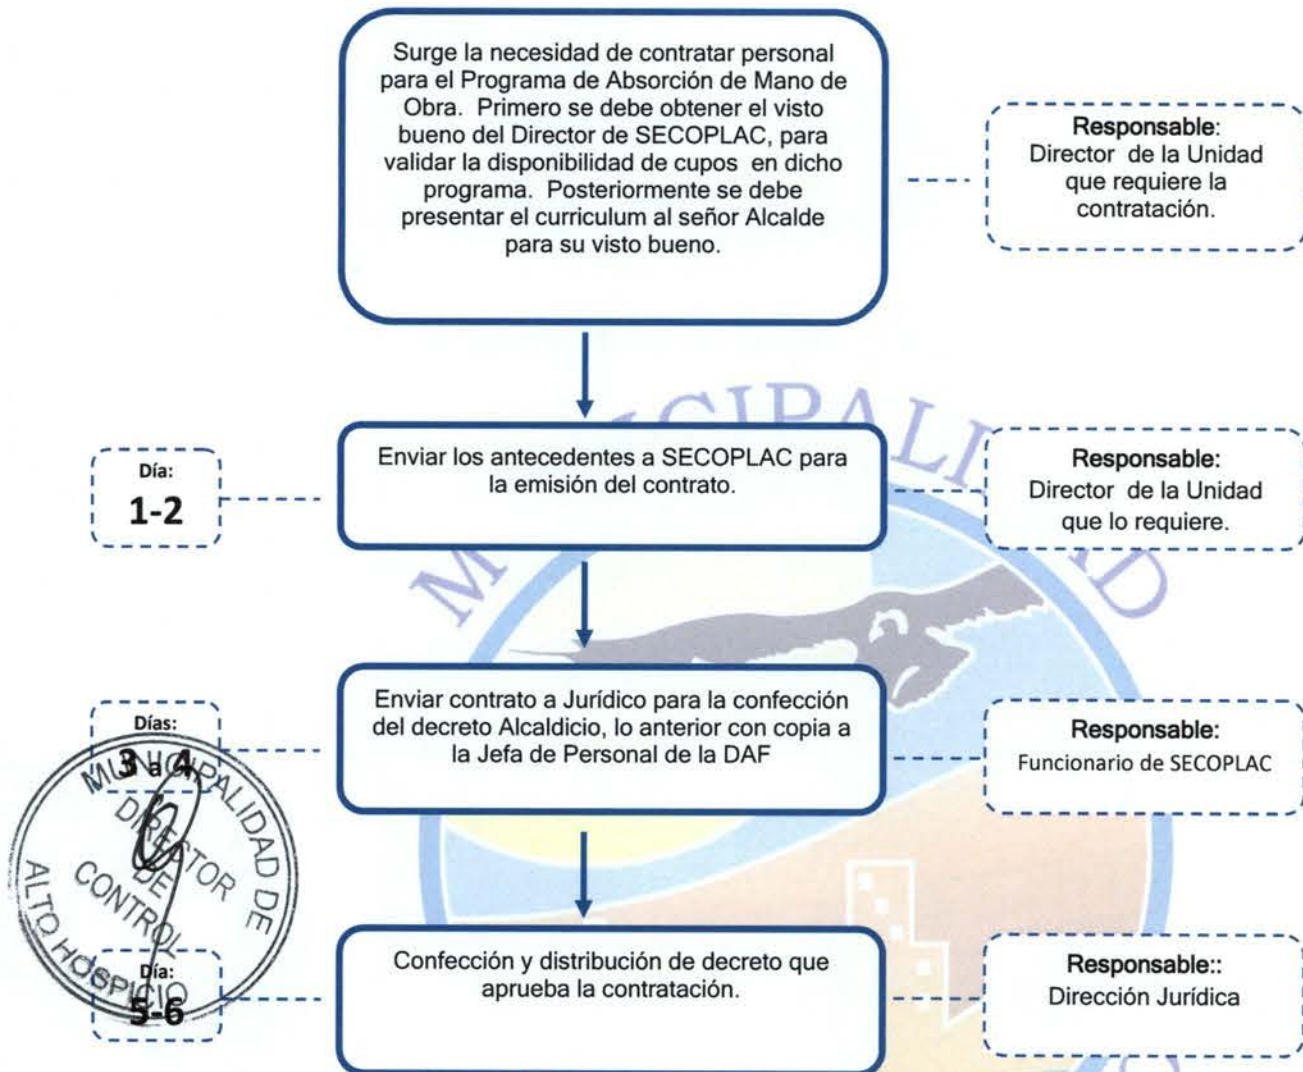 Surge la necesidad de contratar personal
para el Programa de Absorción de Mano de
Obra. Primero se debe obtener el visto
bueno del Director de SECOPLAC, para
validar la disponibilidad de cupos en dicho
programa. Posteriormente se debe
presentar el curriculum al señor Alcalde
para su visto bueno.
Responsable:
Director de la Unidad
que requiere la
contratación.
Día:
1-2
Enviar los antecedentes a SECOPLAC para
la emisión del contrato.
Responsable:
Director de la Unidad
que lo requiere.
Días:
3 a 4
Enviar contrato a Jurídico para la confección
del decreto Alcaldicio, lo anterior con copia a
la Jefa de Personal de la DAF
Responsable:
Funcionario de SECOPLAC
Día:
5-6
Confección y distribución de decreto que
aprueba la contratación.
Responsable::
Dirección Jurídica
MUNICIPALIDAD DE
ALTO HOSPICIO
DIRECTOR
DE
CONTROL